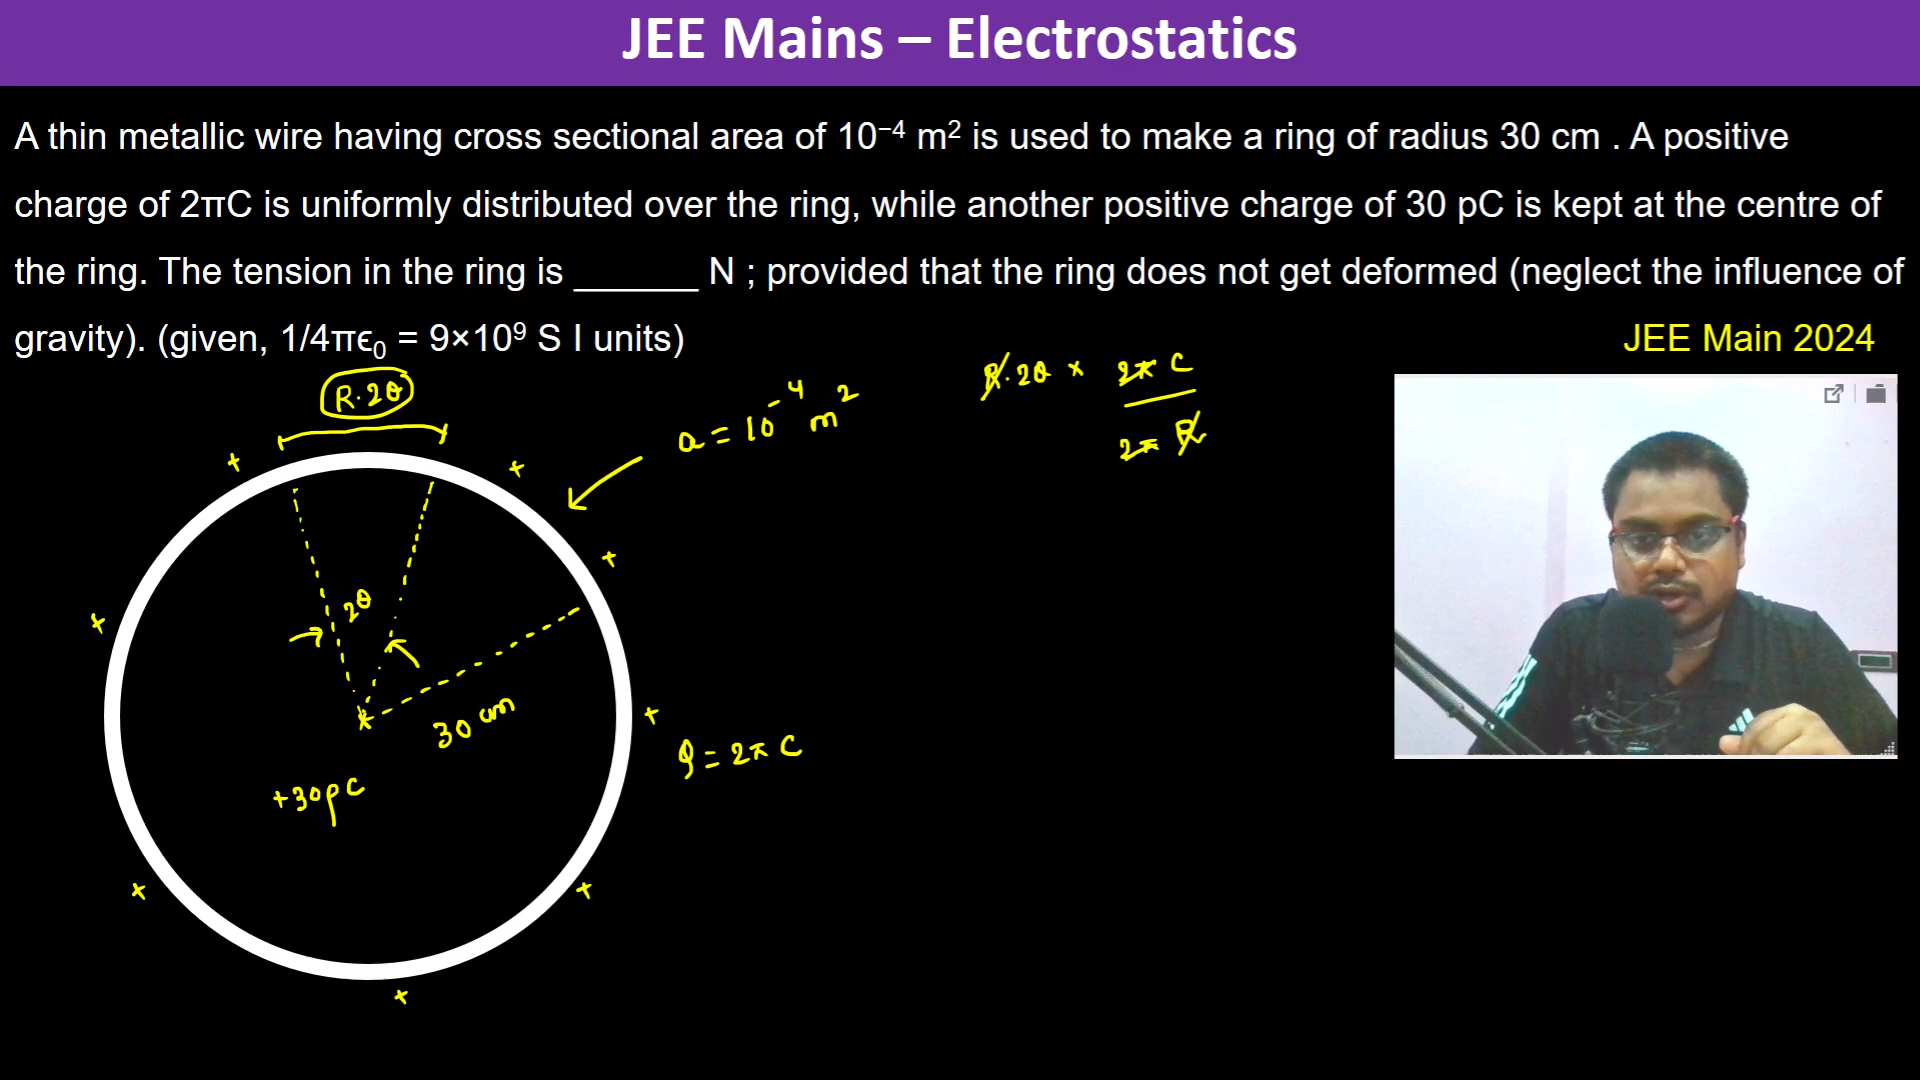 JEE Mains – Electrostatics
A thin metallic wire having cross sectional area of 10⁻⁴ m² is used to make a ring of radius 30 cm . A positive
charge of 2πC is uniformly distributed over the ring, while another positive charge of 30 pC is kept at the centre of
the ring. The tension in the ring is ______ N ; provided that the ring does not get deformed (neglect the influence of
gravity). (given, 1/4πϵ₀ = 9×10⁹ S I units)
JEE Main 2024
R·2θ
a = 10⁻⁴ m²
R·2θ × 2π C
2π R
2θ
30 cm
Q = 2π C
+30pC